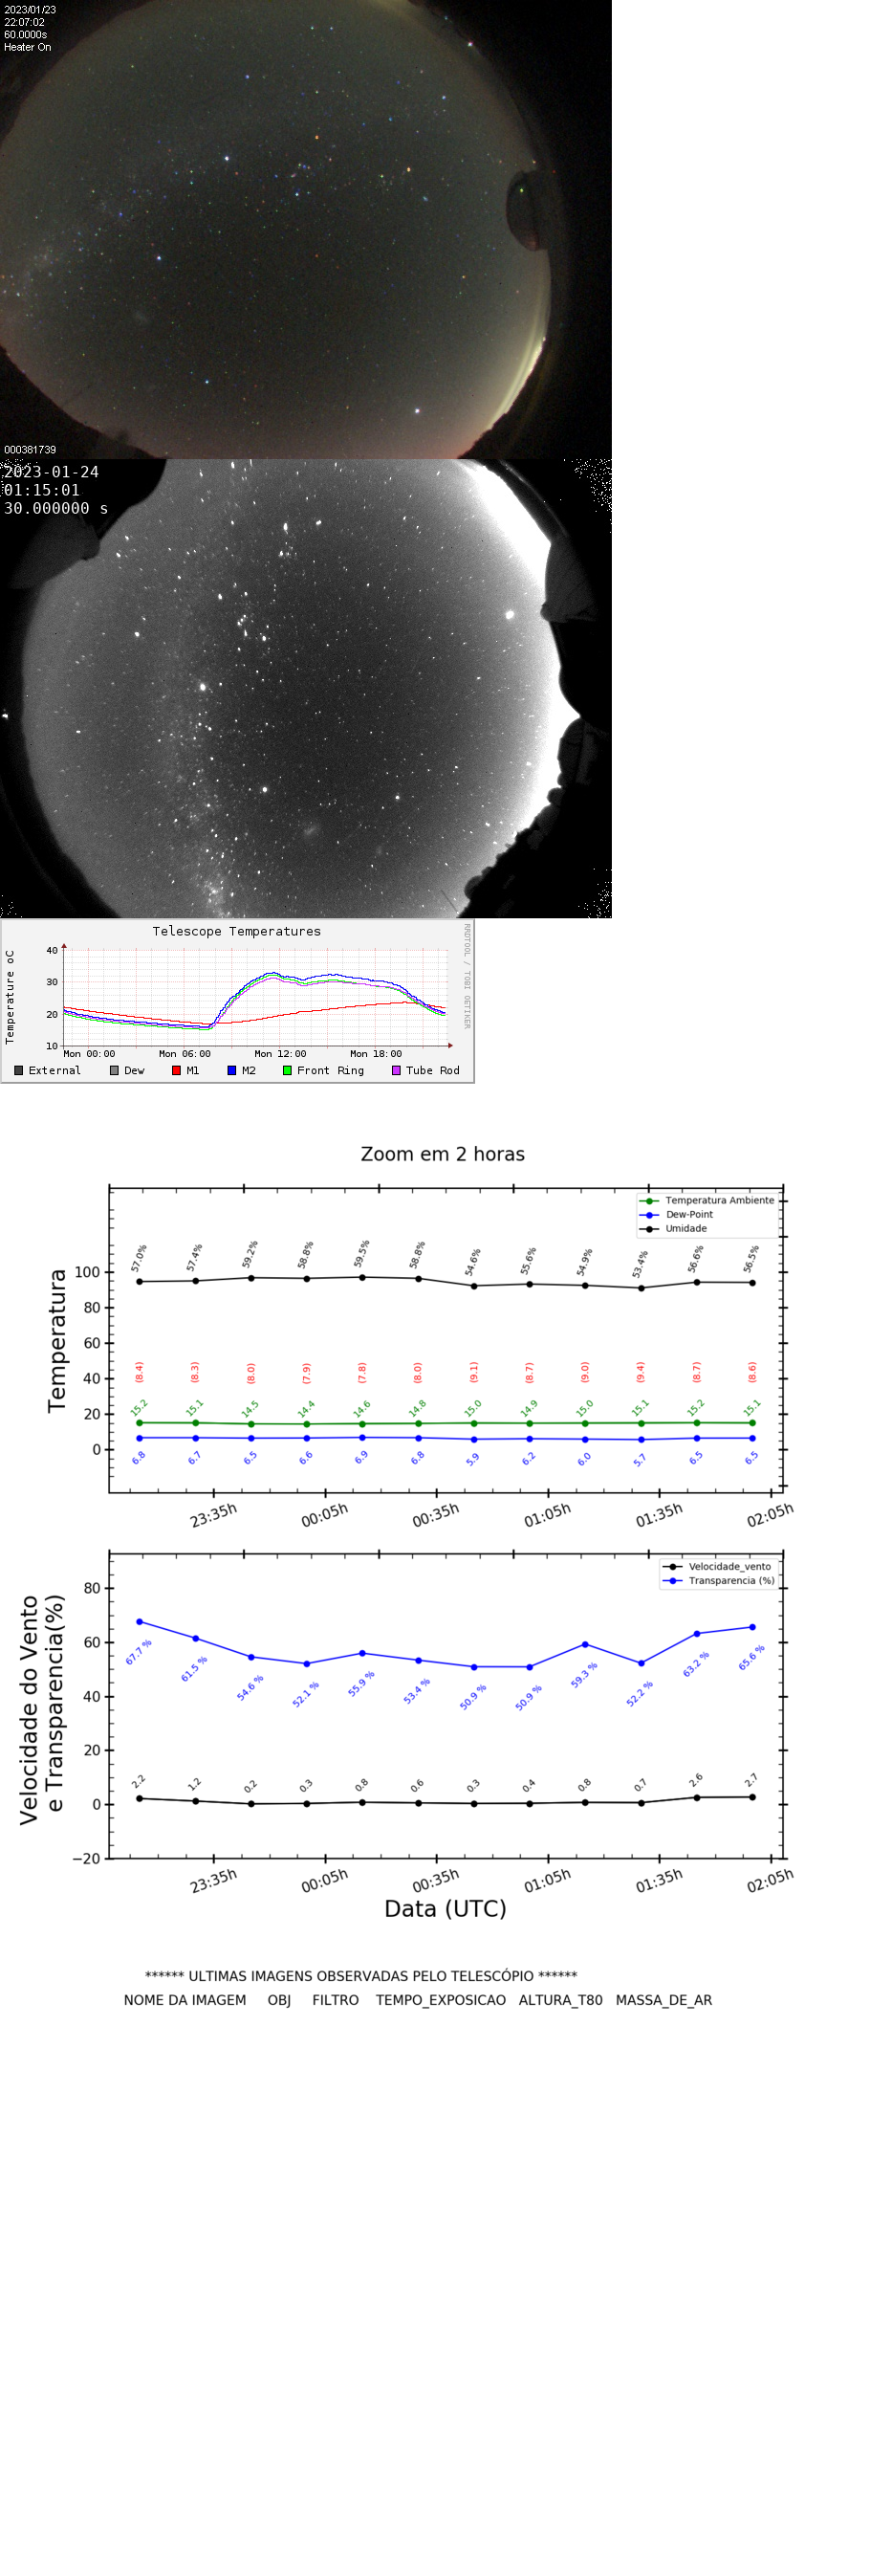 2023/01/23
22:07:02
60.0000s
Heater On
000381739
2023-01-24
01:15:01
30.000000 s
Telescope Temperatures
RRDTOOL / TOBI OETIKER
Temperature oC
40
30
20
10
Mon 00:00 Mon 06:00 Mon 12:00 Mon 18:00
External Dew M1 M2 Front Ring Tube Rod
Zoom em 2 horas
Temperatura Ambiente
Dew-Point
Umidade
Temperatura
100
80
60
40
20
0
57.0% 57.4% 59.2% 58.8% 59.5% 58.8% 54.6% 55.6% 54.9% 53.4% 56.6% 56.5%
(8.4) (8.3) (8.0) (7.9) (7.8) (8.0) (9.1) (8.7) (9.0) (9.4) (8.7) (8.6)
15.2 15.1 14.5 14.4 14.6 14.8 15.0 14.9 15.0 15.1 15.2 15.1
6.8 6.7 6.5 6.6 6.9 6.8 5.9 6.2 6.0 5.7 6.5 6.5
23:35h 00:05h 00:35h 01:05h 01:35h 02:05h
Velocidade_vento
Transparencia (%)
Velocidade do Vento
e Transparencia(%)
80
60
40
20
0
−20
67.7 % 61.5 % 54.6 % 52.1 % 55.9 % 53.4 % 50.9 % 50.9 % 59.3 % 52.2 % 63.2 % 65.6 %
2.2 1.2 0.2 0.3 0.8 0.6 0.3 0.4 0.8 0.7 2.6 2.7
23:35h 00:05h 00:35h 01:05h 01:35h 02:05h
Data (UTC)
****** ULTIMAS IMAGENS OBSERVADAS PELO TELESCÓPIO ******
NOME DA IMAGEM OBJ FILTRO TEMPO_EXPOSICAO ALTURA_T80 MASSA_DE_AR